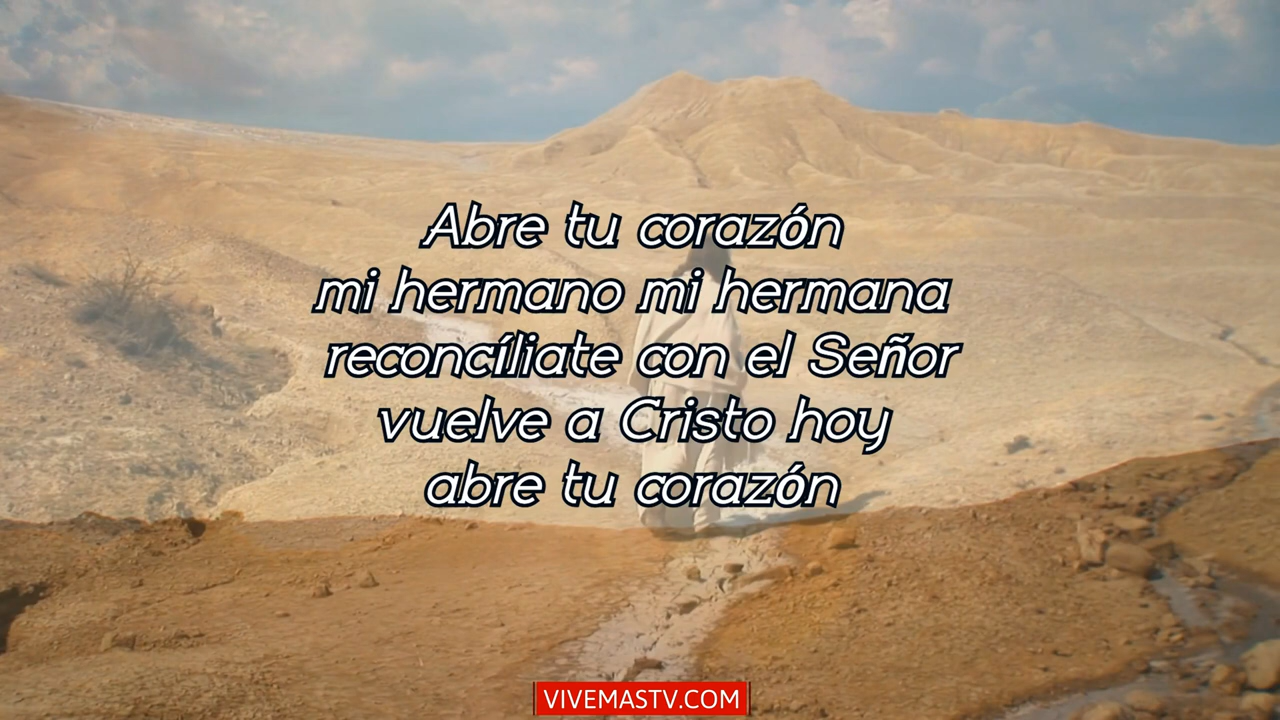 Abre tu corazón
mi hermano mi hermana
reconcíliate con el Señor
vuelve a Cristo hoy
abre tu corazón
VIVEMASTV.COM